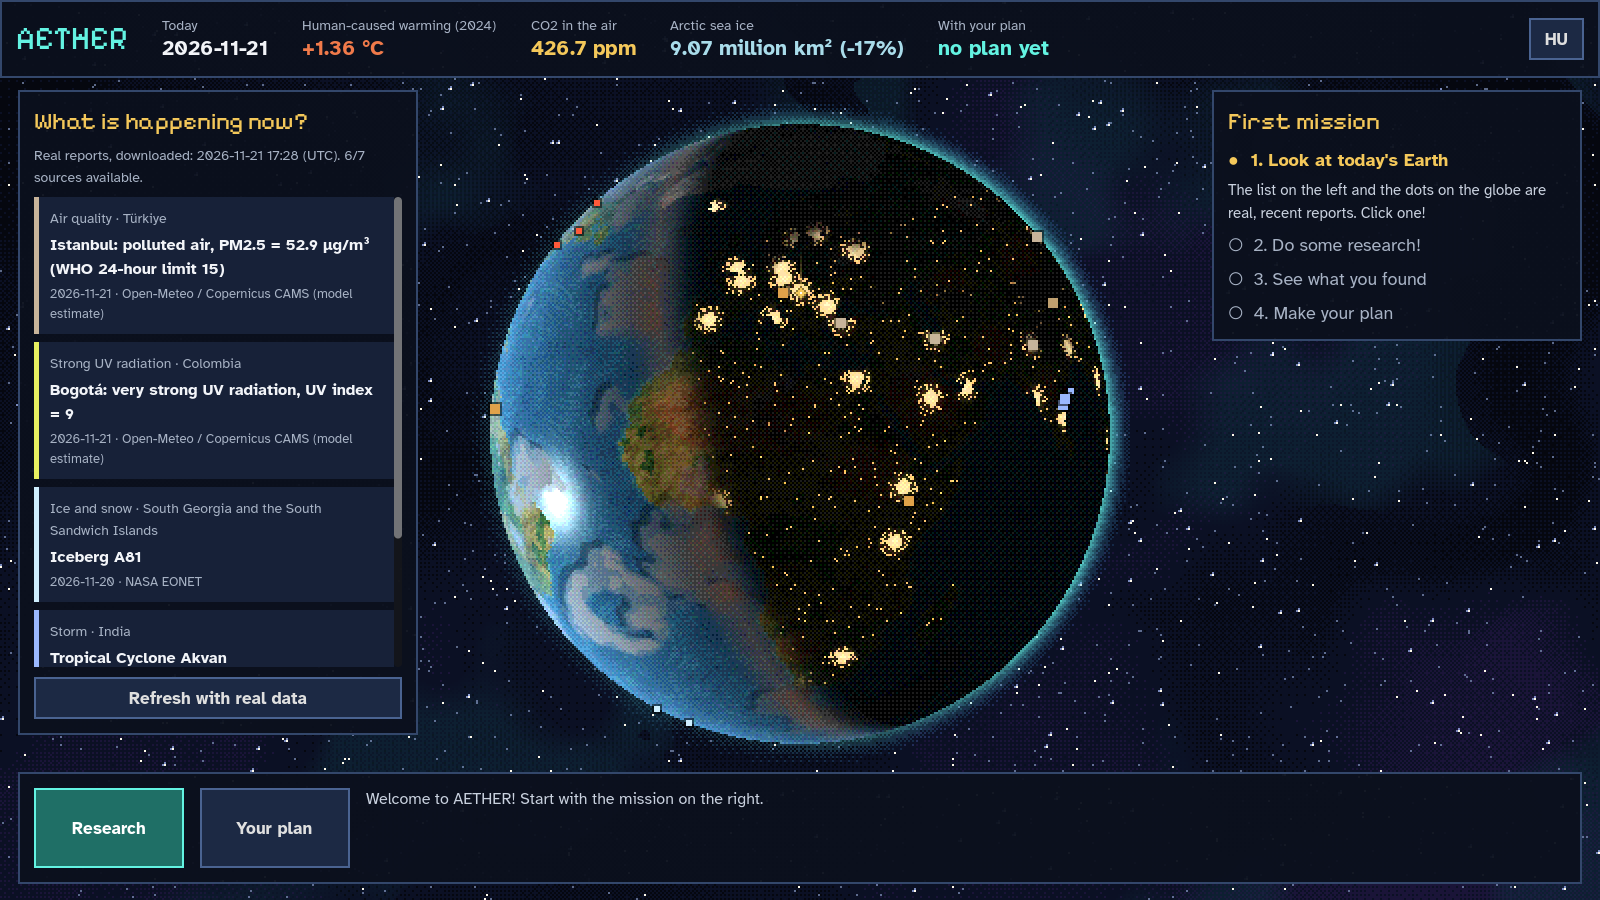 AETHER
Today
2026-11-21
Human-caused warming (2024)
+1.36 °C
CO2 in the air
426.7 ppm
Arctic sea ice
9.07 million km² (-17%)
With your plan
no plan yet
HU
What is happening now?
Real reports, downloaded: 2026-11-21 17:28 (UTC). 6/7
sources available.
Air quality · Türkiye
Istanbul: polluted air, PM2.5 = 52.9 µg/m³
(WHO 24-hour limit 15)
2026-11-21 · Open-Meteo / Copernicus CAMS (model
estimate)
Strong UV radiation · Colombia
Bogotá: very strong UV radiation, UV index
= 9
2026-11-21 · Open-Meteo / Copernicus CAMS (model
estimate)
Ice and snow · South Georgia and the South
Sandwich Islands
Iceberg A81
2026-11-20 · NASA EONET
Storm · India
Tropical Cyclone Akvan
Refresh with real data
First mission
1. Look at today's Earth
The list on the left and the dots on the globe are
real, recent reports. Click one!
2. Do some research!
3. See what you found
4. Make your plan
Research
Your plan
Welcome to AETHER! Start with the mission on the right.